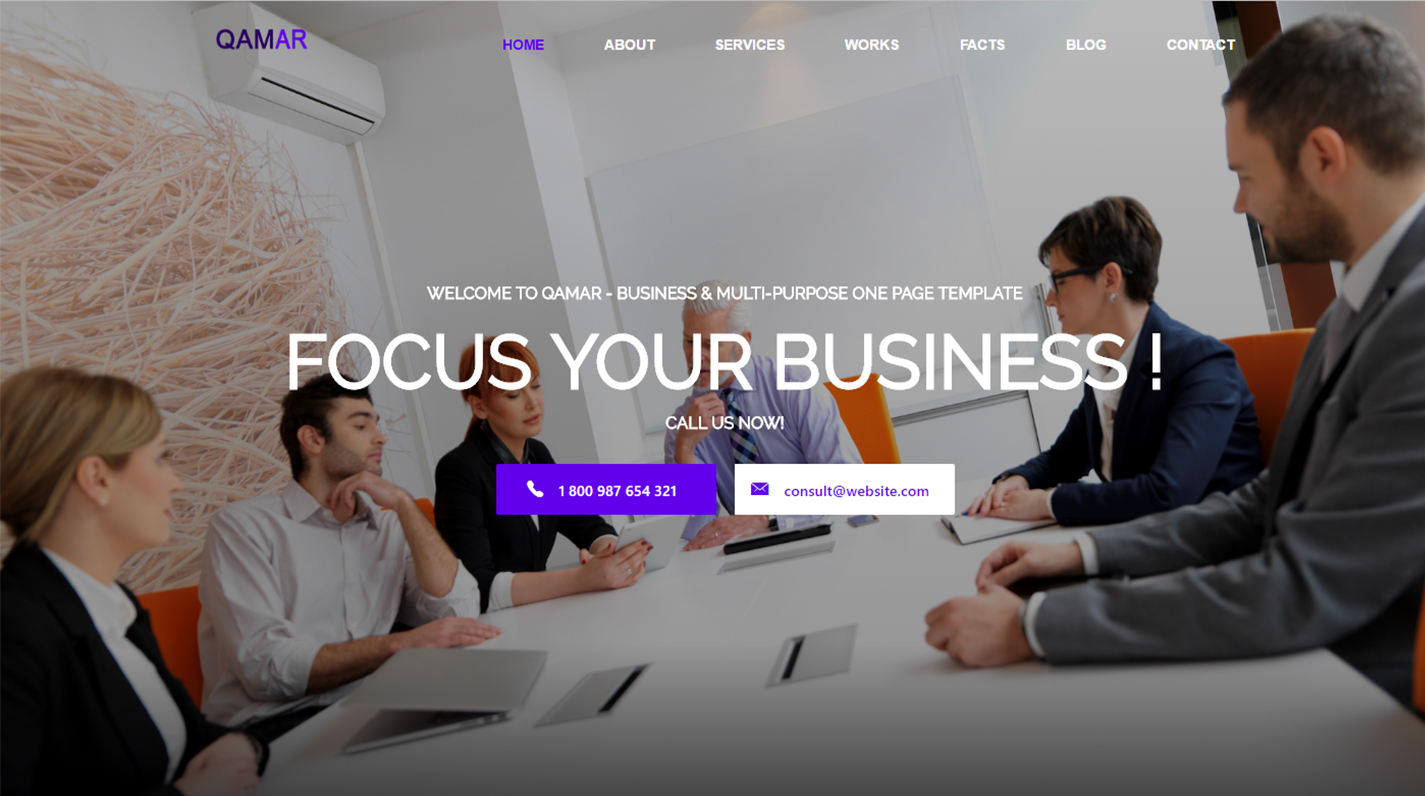 QAMAR
HOME ABOUT SERVICES WORKS FACTS BLOG CONTACT
WELCOME TO QAMAR - BUSINESS & MULTI-PURPOSE ONE PAGE TEMPLATE
FOCUS YOUR BUSINESS !
CALL US NOW!
1 800 987 654 321
consult@website.com